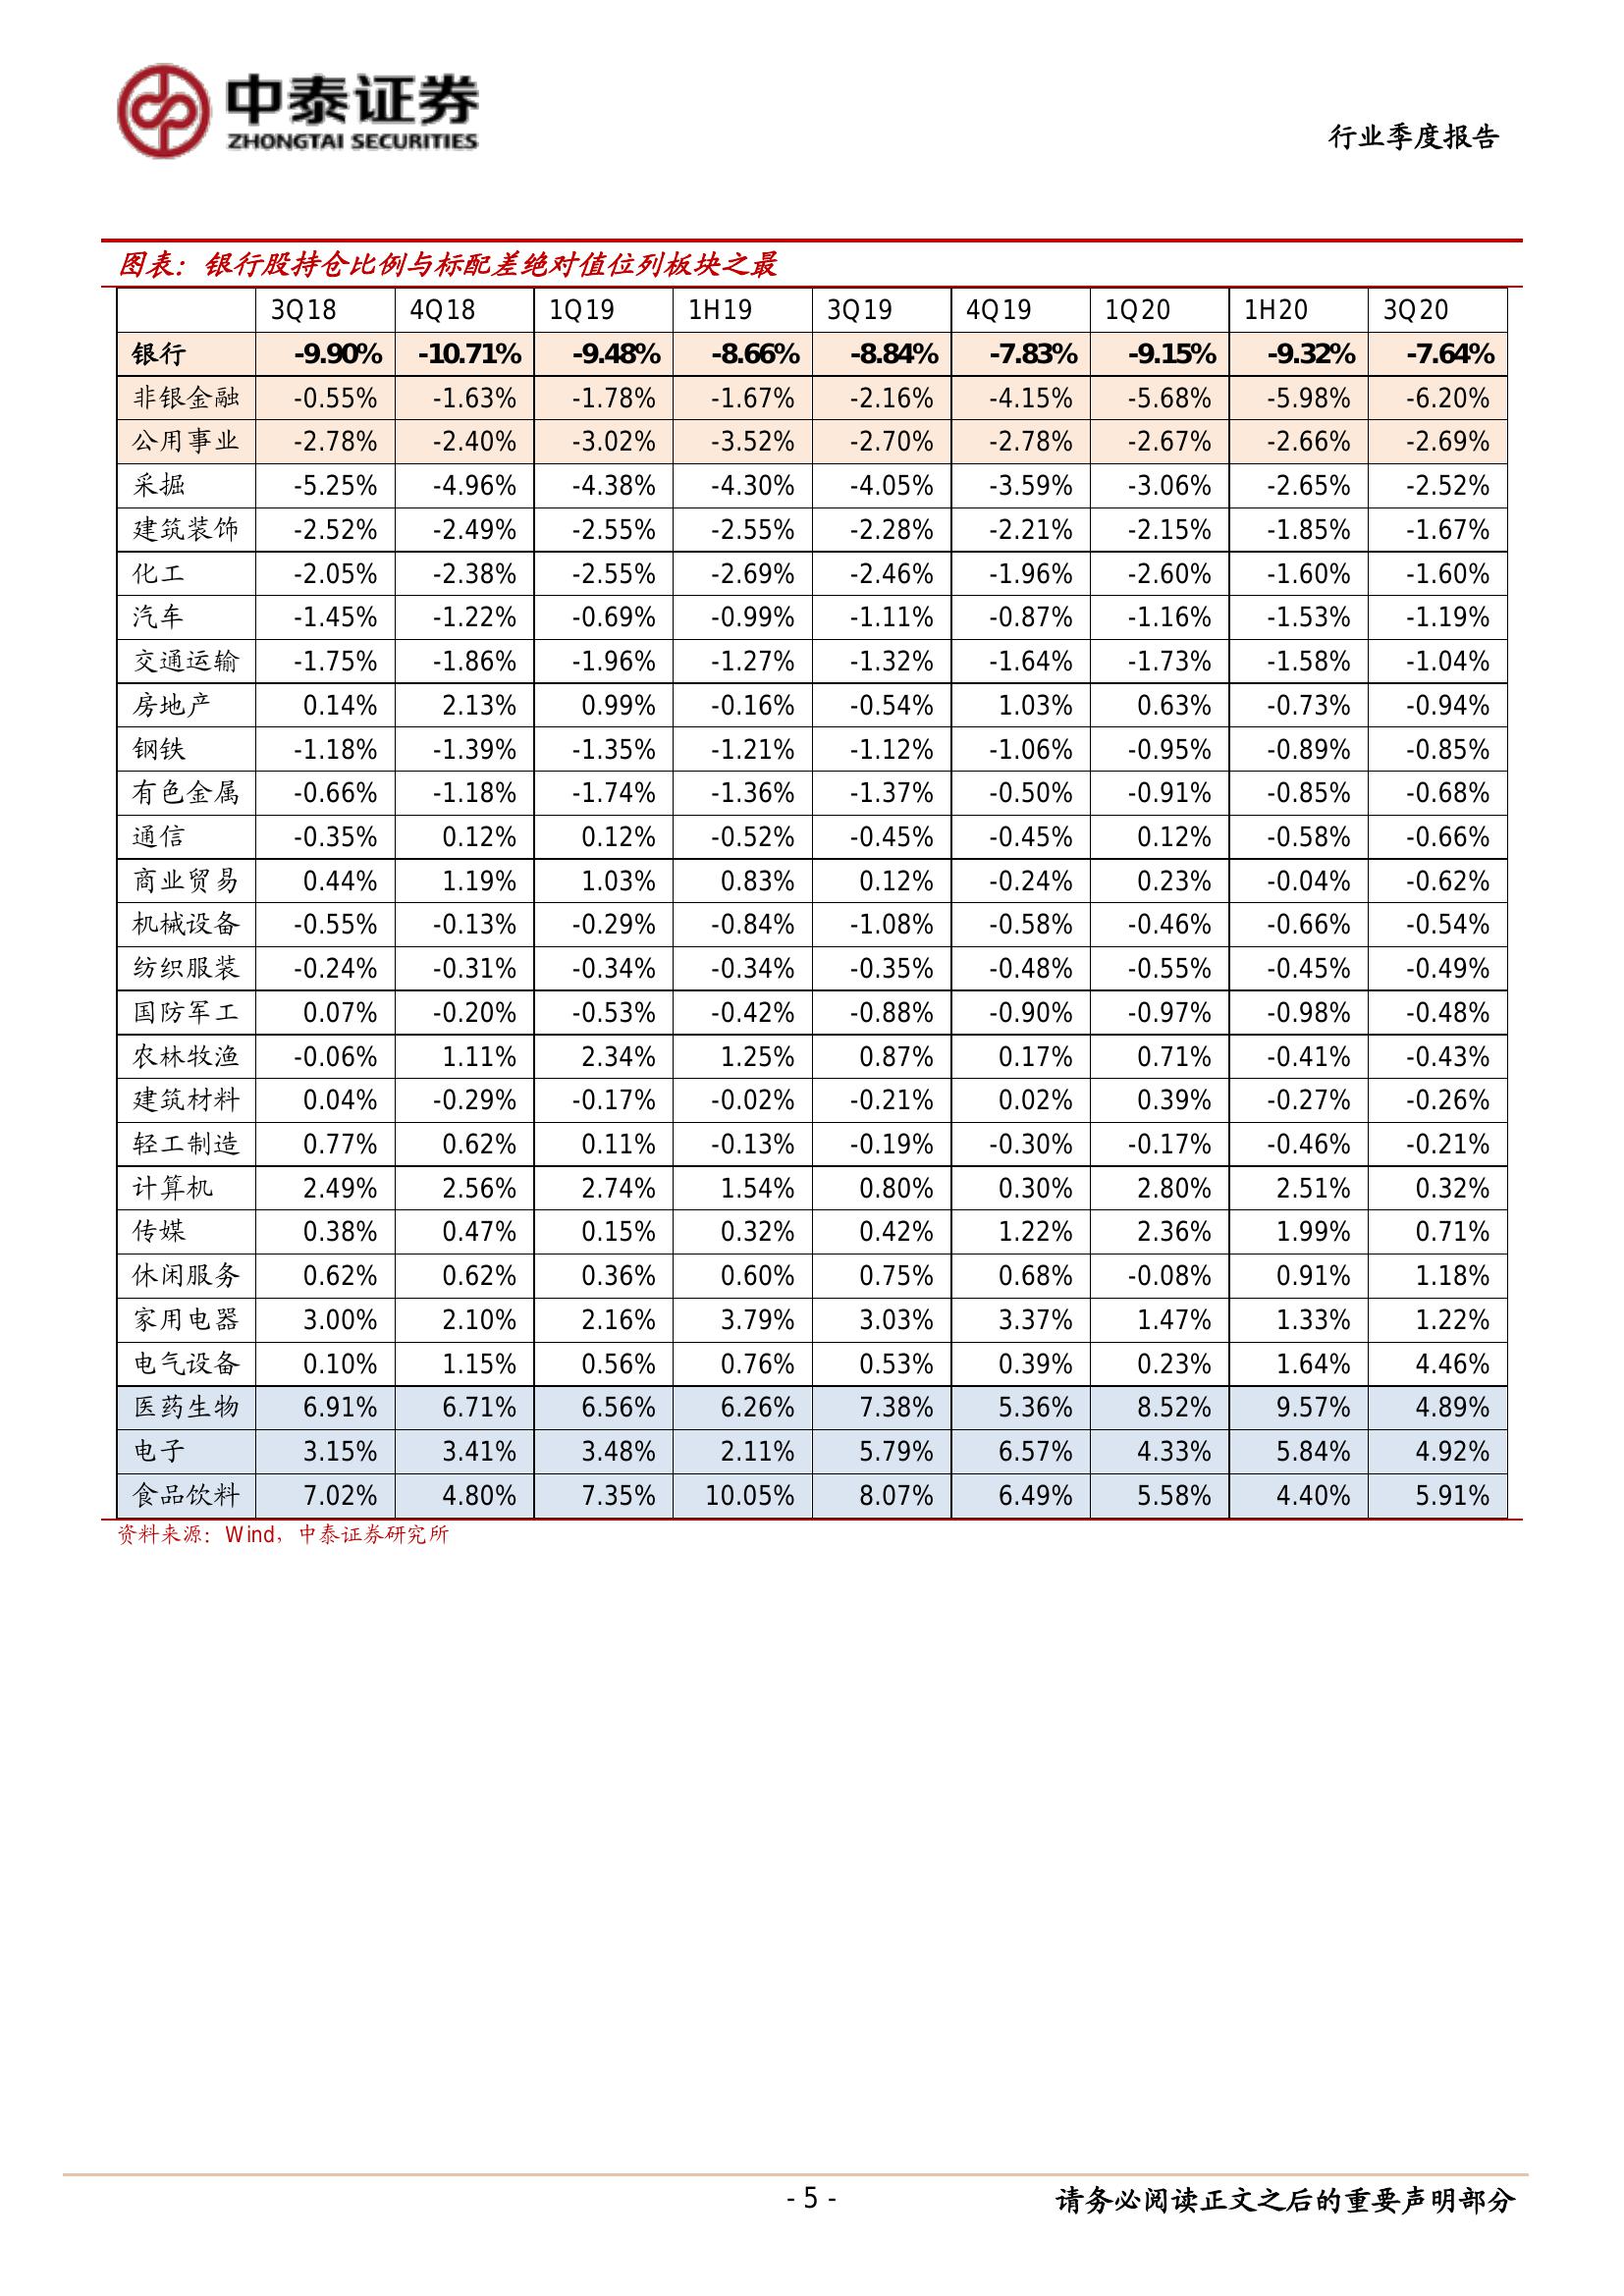 中泰证券
ZHONGTAI SECURITIES
行业季度报告
图表：银行股持仓比例与标配差绝对值位列板块之最
3Q18 4Q18 1Q19 1H19 3Q19 4Q19 1Q20 1H20 3Q20
银行 -9.90% -10.71% -9.48% -8.66% -8.84% -7.83% -9.15% -9.32% -7.64%
非银金融 -0.55% -1.63% -1.78% -1.67% -2.16% -4.15% -5.68% -5.98% -6.20%
公用事业 -2.78% -2.40% -3.02% -3.52% -2.70% -2.78% -2.67% -2.66% -2.69%
采掘 -5.25% -4.96% -4.38% -4.30% -4.05% -3.59% -3.06% -2.65% -2.52%
建筑装饰 -2.52% -2.49% -2.55% -2.55% -2.28% -2.21% -2.15% -1.85% -1.67%
化工 -2.05% -2.38% -2.55% -2.69% -2.46% -1.96% -2.60% -1.60% -1.60%
汽车 -1.45% -1.22% -0.69% -0.99% -1.11% -0.87% -1.16% -1.53% -1.19%
交通运输 -1.75% -1.86% -1.96% -1.27% -1.32% -1.64% -1.73% -1.58% -1.04%
房地产 0.14% 2.13% 0.99% -0.16% -0.54% 1.03% 0.63% -0.73% -0.94%
钢铁 -1.18% -1.39% -1.35% -1.21% -1.12% -1.06% -0.95% -0.89% -0.85%
有色金属 -0.66% -1.18% -1.74% -1.36% -1.37% -0.50% -0.91% -0.85% -0.68%
通信 -0.35% 0.12% 0.12% -0.52% -0.45% -0.45% 0.12% -0.58% -0.66%
商业贸易 0.44% 1.19% 1.03% 0.83% 0.12% -0.24% 0.23% -0.04% -0.62%
机械设备 -0.55% -0.13% -0.29% -0.84% -1.08% -0.58% -0.46% -0.66% -0.54%
纺织服装 -0.24% -0.31% -0.34% -0.34% -0.35% -0.48% -0.55% -0.45% -0.49%
国防军工 0.07% -0.20% -0.53% -0.42% -0.88% -0.90% -0.97% -0.98% -0.48%
农林牧渔 -0.06% 1.11% 2.34% 1.25% 0.87% 0.17% 0.71% -0.41% -0.43%
建筑材料 0.04% -0.29% -0.17% -0.02% -0.21% 0.02% 0.39% -0.27% -0.26%
轻工制造 0.77% 0.62% 0.11% -0.13% -0.19% -0.30% -0.17% -0.46% -0.21%
计算机 2.49% 2.56% 2.74% 1.54% 0.80% 0.30% 2.80% 2.51% 0.32%
传媒 0.38% 0.47% 0.15% 0.32% 0.42% 1.22% 2.36% 1.99% 0.71%
休闲服务 0.62% 0.62% 0.36% 0.60% 0.75% 0.68% -0.08% 0.91% 1.18%
家用电器 3.00% 2.10% 2.16% 3.79% 3.03% 3.37% 1.47% 1.33% 1.22%
电气设备 0.10% 1.15% 0.56% 0.76% 0.53% 0.39% 0.23% 1.64% 4.46%
医药生物 6.91% 6.71% 6.56% 6.26% 7.38% 5.36% 8.52% 9.57% 4.89%
电子 3.15% 3.41% 3.48% 2.11% 5.79% 6.57% 4.33% 5.84% 4.92%
食品饮料 7.02% 4.80% 7.35% 10.05% 8.07% 6.49% 5.58% 4.40% 5.91%
资料来源：Wind，中泰证券研究所
- 5 -
请务必阅读正文之后的重要声明部分